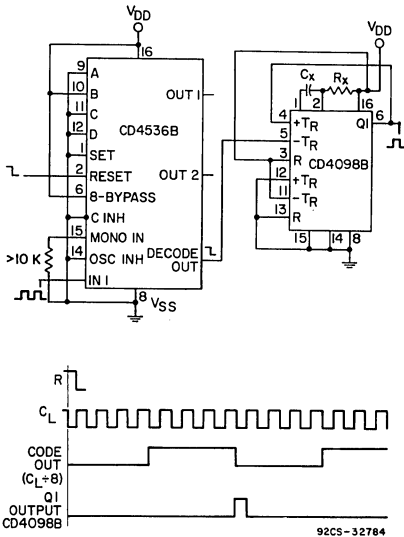 VDD
VDD
16
9 A
10 B
OUT 1
11 C
12 D
CD4536B
1 SET
2 RESET
OUT 2
6 8-BYPASS
C INH
15 MONO IN
>10 K
DECODE OUT
14 OSC INH
IN 1
8 VSS
CX
RX
1
2
16
4 +TR
Q1 6
5 -TR
3 R
CD4098B
12 +TR
11 -TR
13 R
15
14
8
R
CL
CODE
OUT
(CL÷8)
Q1
OUTPUT
CD4098B
92CS-32784